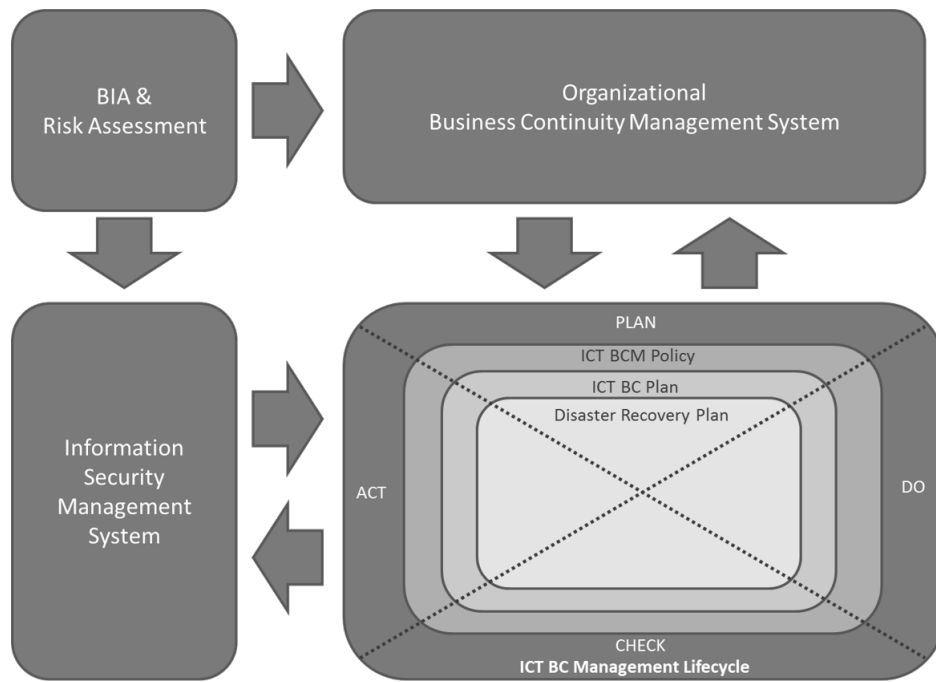 BIA &
Risk Assessment
Organizational
Business Continuity Management System
Information
Security
Management
System
PLAN
ICT BCM Policy
ICT BC Plan
Disaster Recovery Plan
ACT
DO
CHECK
ICT BC Management Lifecycle